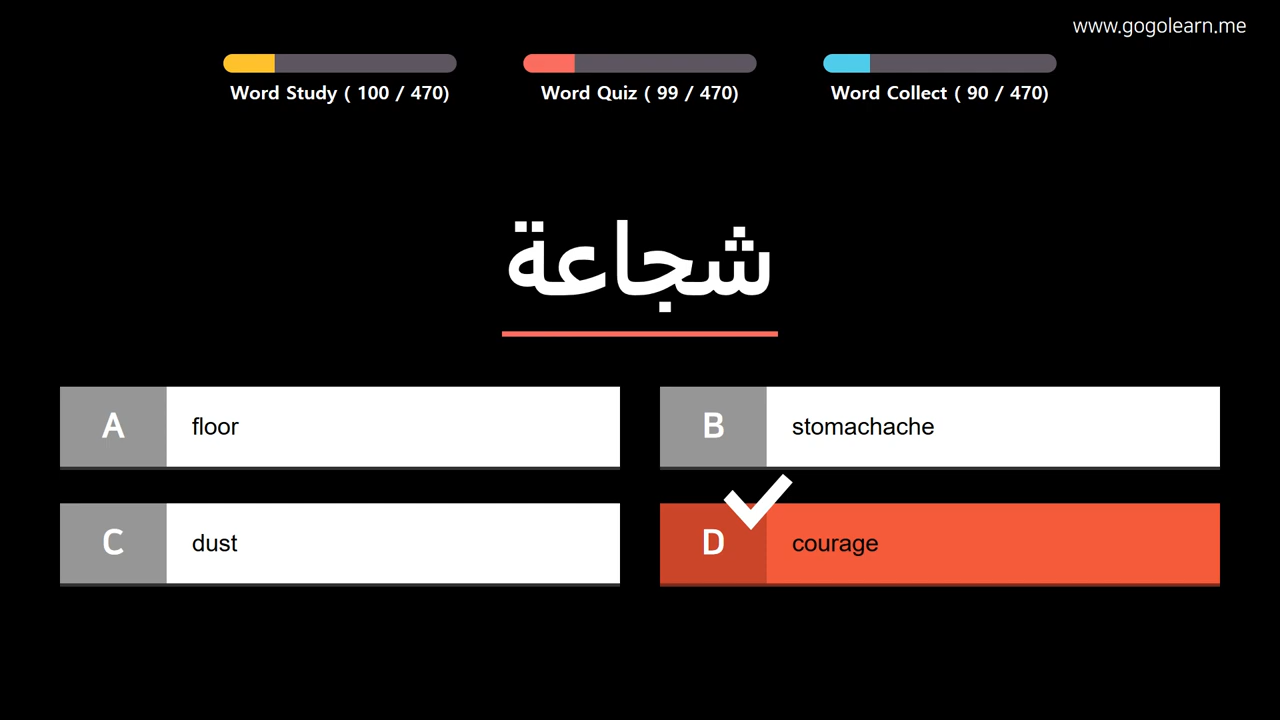 www.gogolearn.me
Word Study ( 100 / 470)
Word Quiz ( 99 / 470)
Word Collect ( 90 / 470)
شجاعة
A floor
B stomachache
C dust
D courage